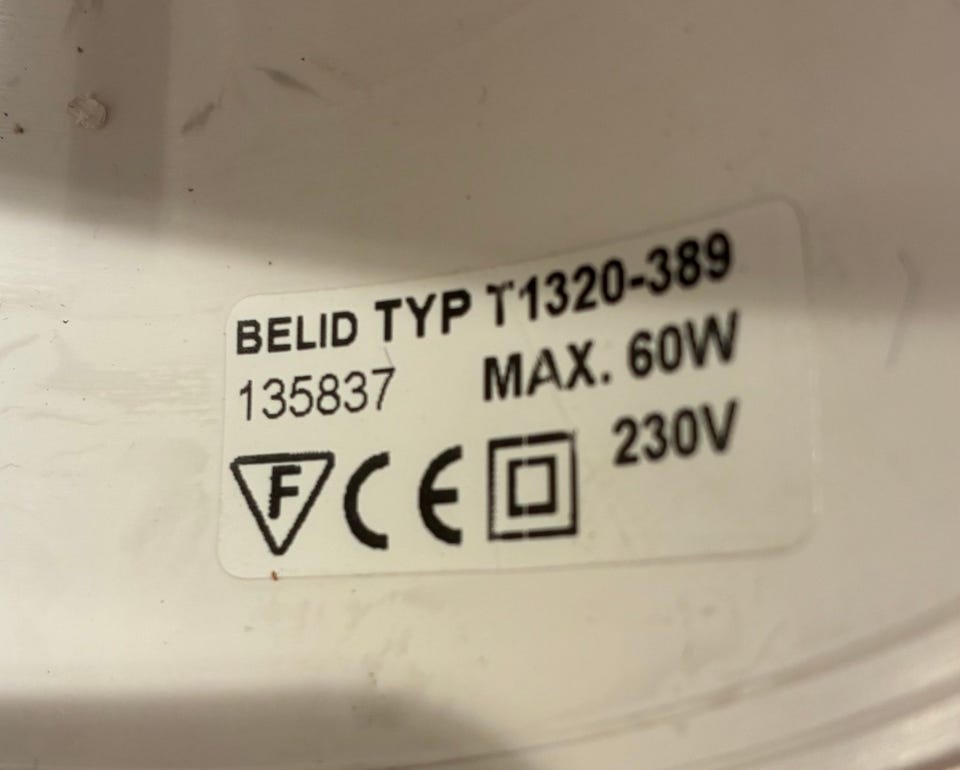 BELID TYP T1320-389
135837 MAX. 60W
230V
F CE